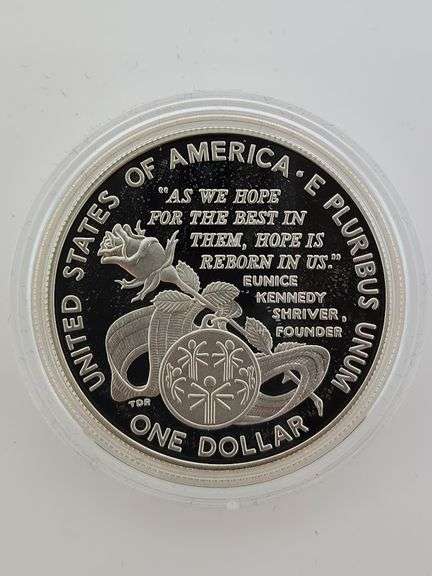 UNITED STATES OF AMERICA · E PLURIBUS UNUM
"AS WE HOPE
FOR THE BEST IN
THEM, HOPE IS
REBORN IN US."
EUNICE
KENNEDY
SHRIVER,
FOUNDER
TDR
ONE DOLLAR